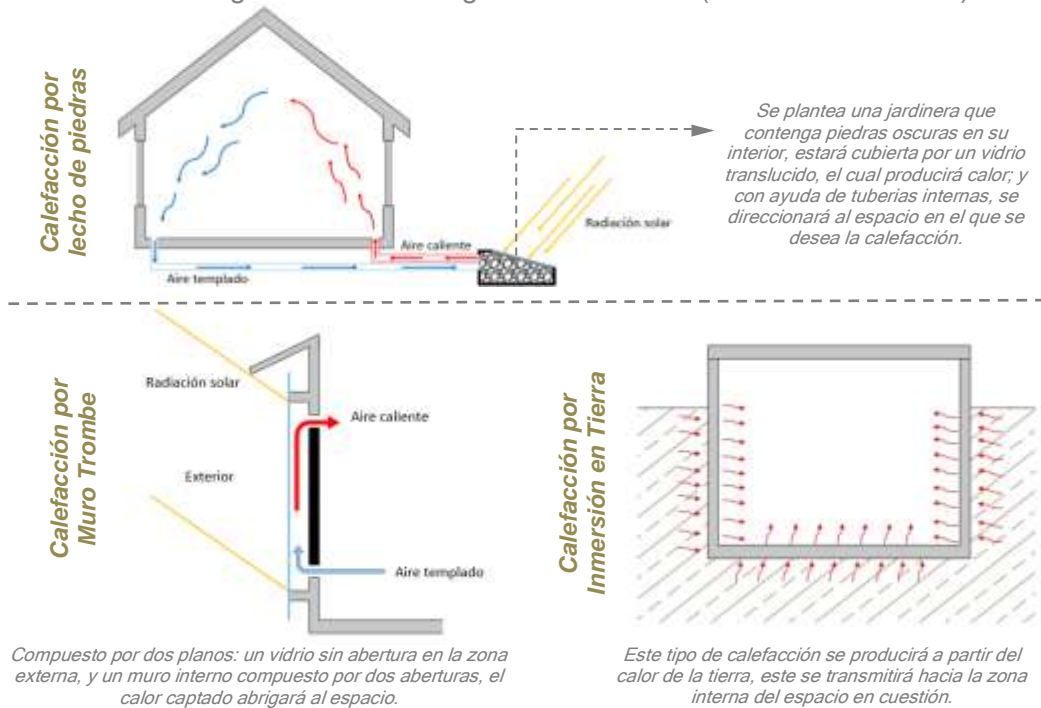 Calefacción por
lecho de piedras
Aire caliente
Aire templado
Radiación solar
Se plantea una jardinera que
contenga piedras oscuras en su
interior, estará cubierta por un vidrio
translucido, el cual producirá calor; y
con ayuda de tuberias internas, se
direccionará al espacio en el que se
desea la calefacción.
Calefacción por
Muro Trombe
Radiación solar
Aire caliente
Exterior
Aire templado
Compuesto por dos planos: un vidrio sin abertura en la zona
externa, y un muro interno compuesto por dos aberturas, el
calor captado abrigará al espacio.
Calefacción por
Inmersión en Tierra
Este tipo de calefacción se producirá a partir del
calor de la tierra, este se transmitirá hacia la zona
interna del espacio en cuestión.